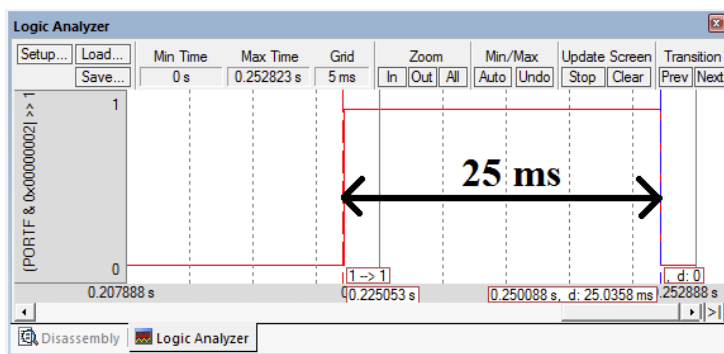 Logic Analyzer
Setup... Load... Min Time Max Time Grid Zoom Min/Max Update Screen Transition
Save... 0 s 0.252823 s 5 ms In Out All Auto Undo Stop Clear Prev Next
(PORTF & 0x00000002) >> 1
1
25 ms
0
1 --> 1 , d: 0
0.207888 s 0.225053 s 0.250088 s, d: 25.0358 ms .252888 s
Disassembly Logic Analyzer